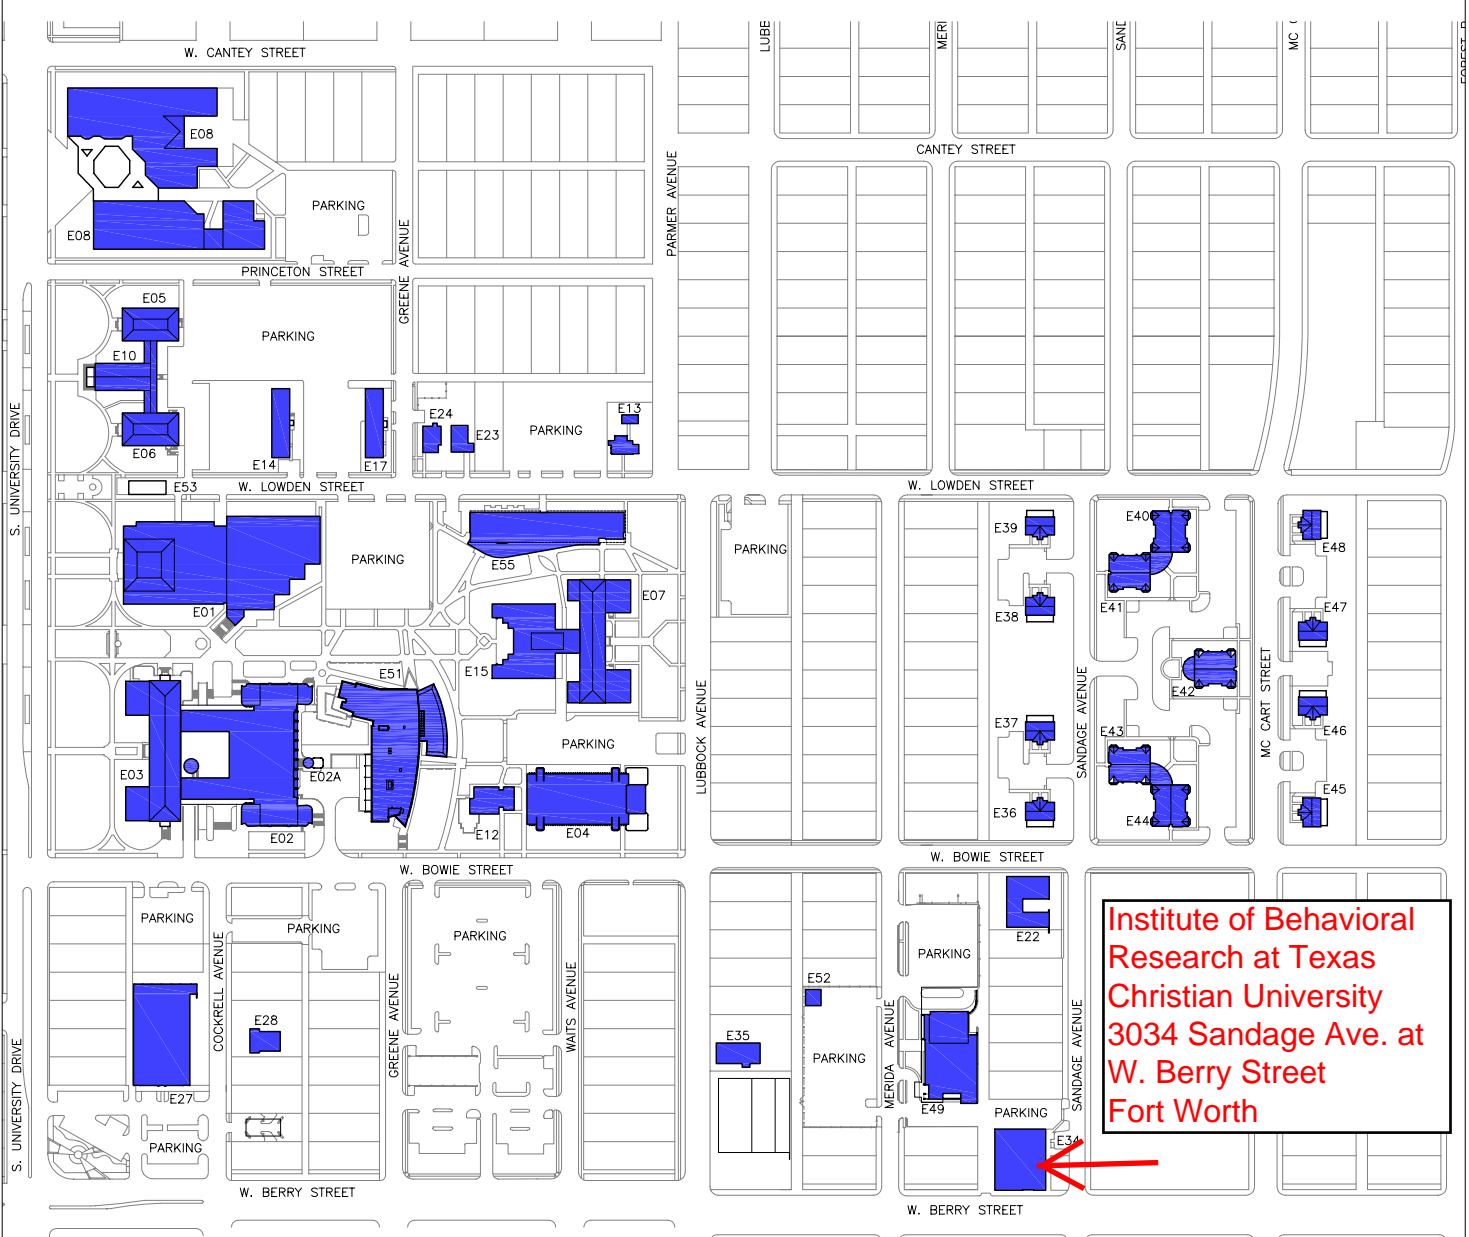 W. CANTEY STREET
LUBB
MERI
SAND
MC C
E08
CANTEY STREET
PARKING
PARMER AVENUE
E08
GREENE AVENUE
PRINCETON STREET
E05
PARKING
E10
S. UNIVERSITY DRIVE
E06
E14
E17
E24
E23
PARKING
E13
E53
W. LOWDEN STREET
W. LOWDEN STREET
E01
PARKING
E55
E07
E15
E51
PARKING
E39
E38
E40
E41
E48
E47
E42
LUBBOCK AVENUE
SANDAGE AVENUE
MC CART STREET
E03
E02A
E02
PARKING
E12
E04
E37
E36
E43
E44
E46
E45
W. BOWIE STREET
W. BOWIE STREET
PARKING
COCKRELL AVENUE
PARKING
GREENE AVENUE
PARKING
WAITS AVENUE
E22
PARKING
E52
E28
E35
PARKING
MERIDA AVENUE
SANDAGE AVENUE
E27
E49
PARKING
S. UNIVERSITY DRIVE
PARKING
E34
W. BERRY STREET
W. BERRY STREET
Institute of Behavioral
Research at Texas
Christian University
3034 Sandage Ave. at
W. Berry Street
Fort Worth